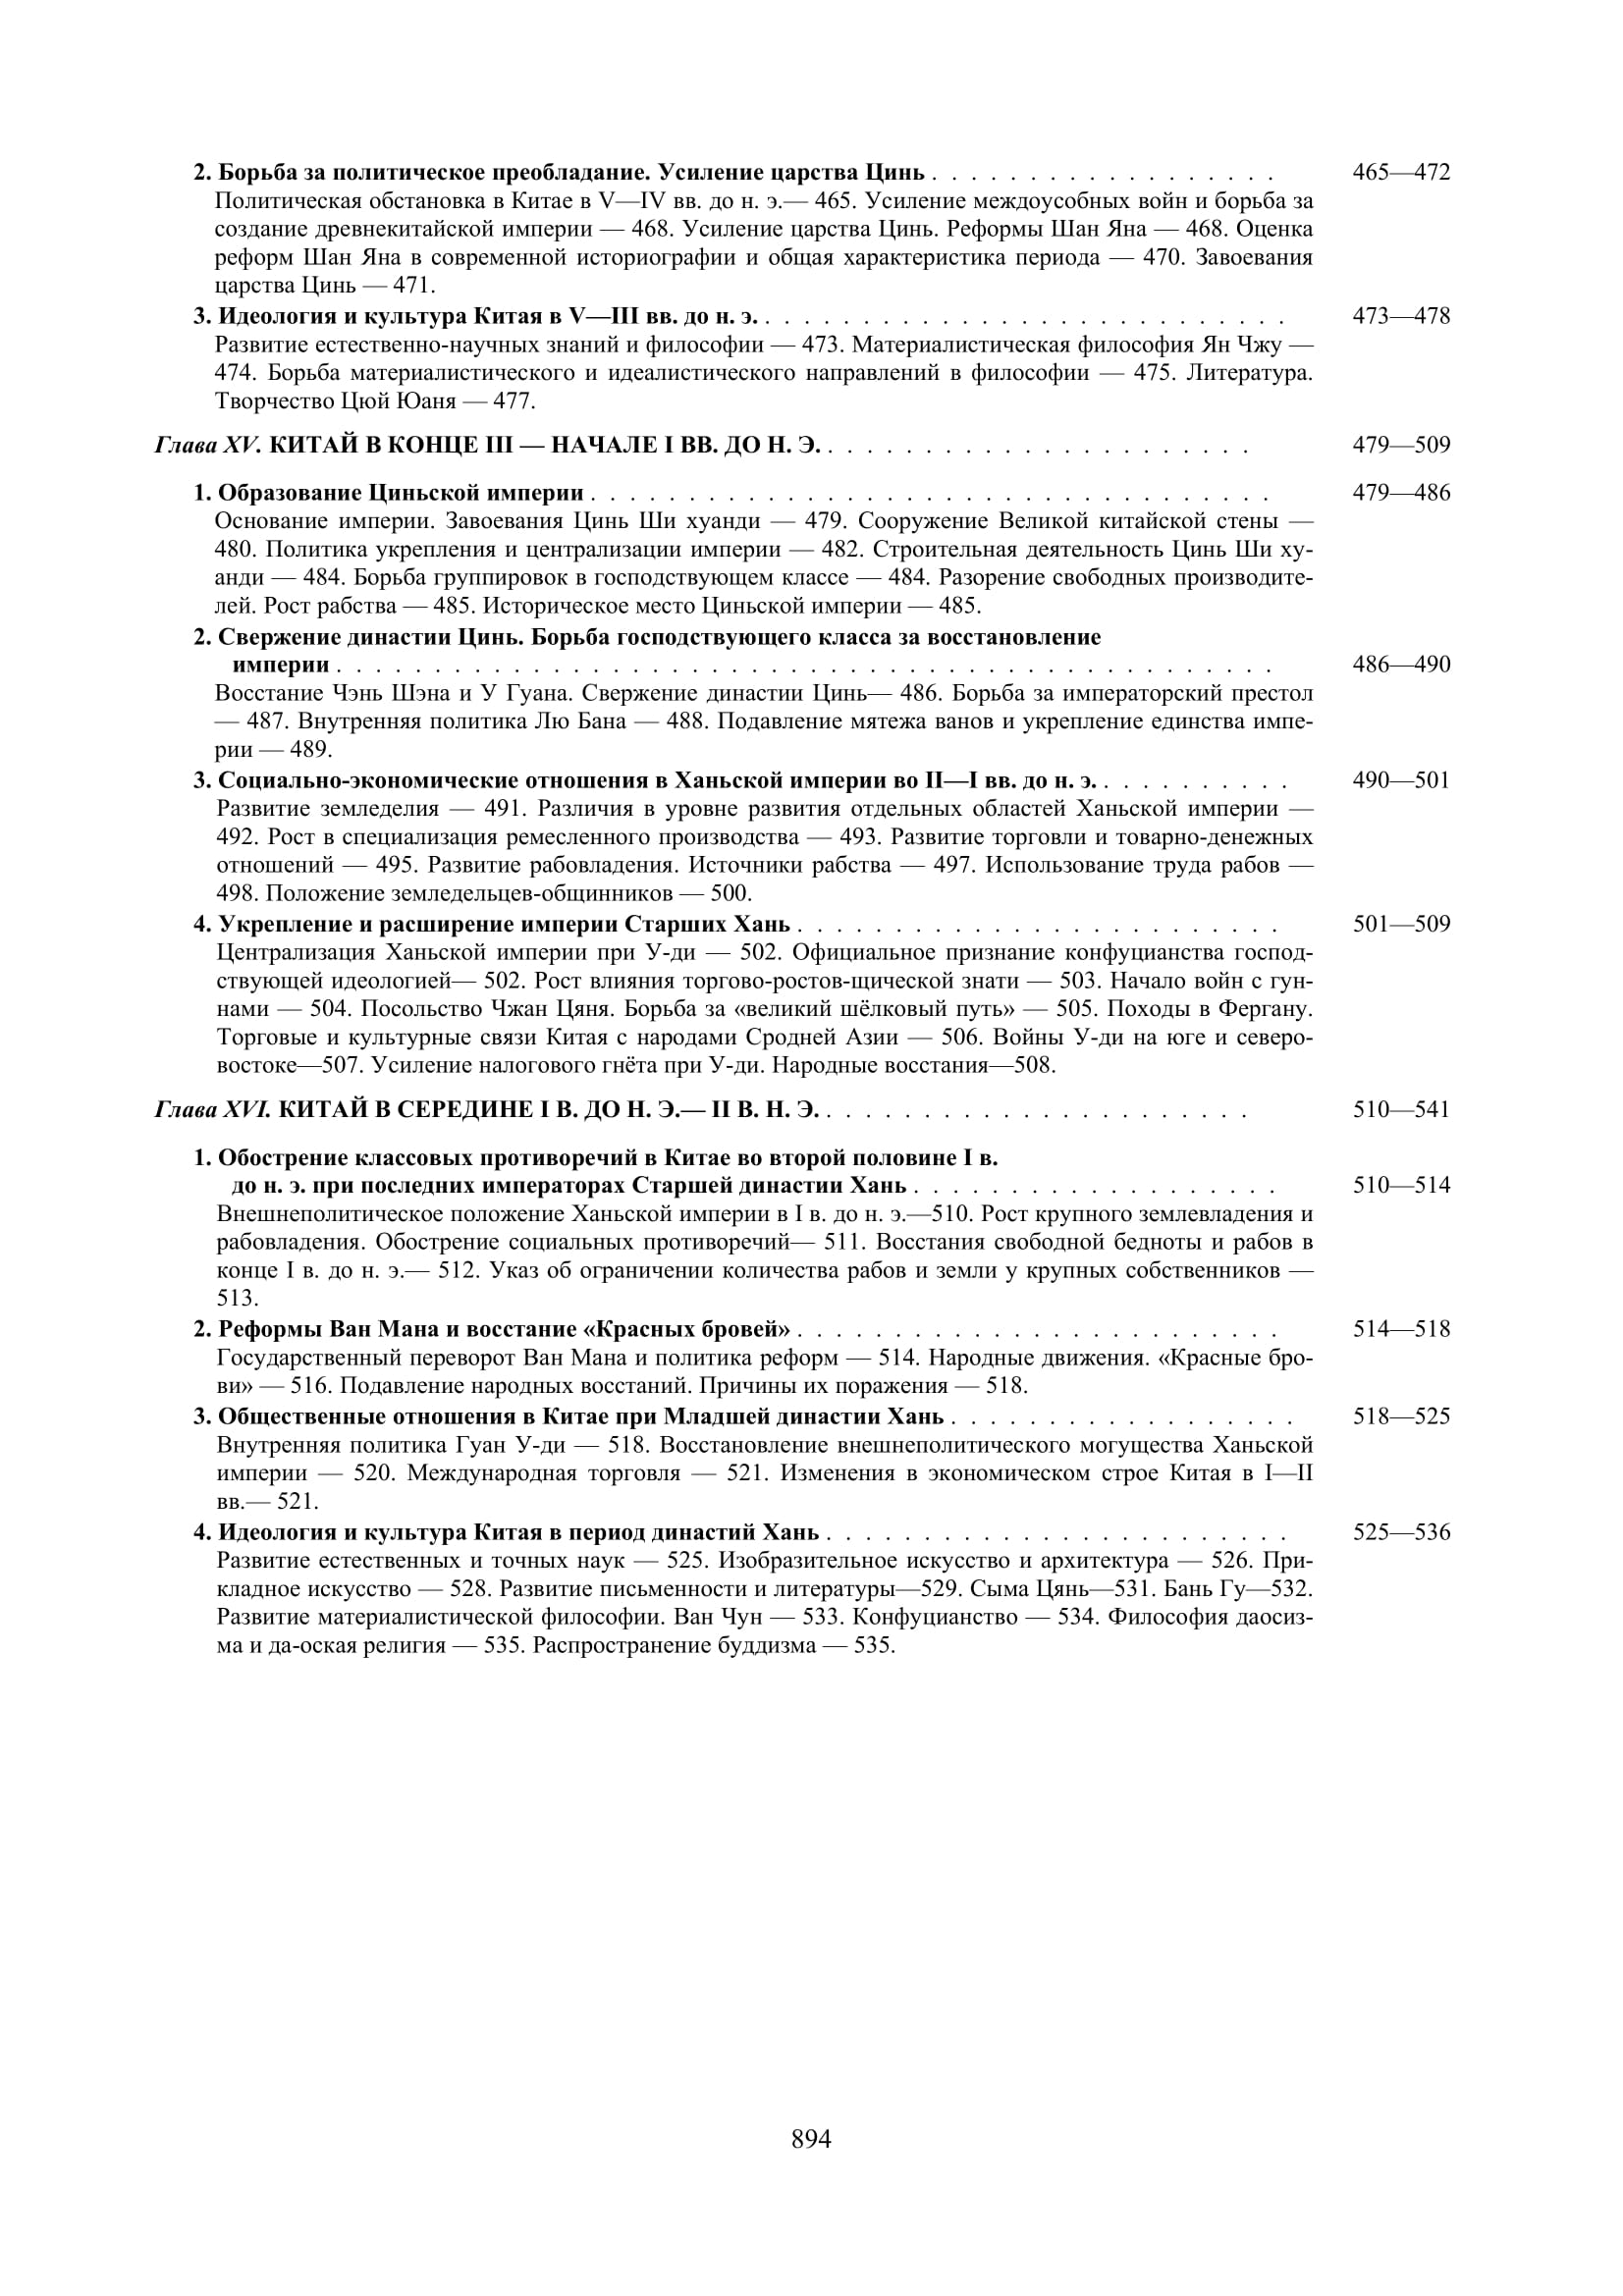 2. Борьба за политическое преобладание. Усиление царства Цинь . . . . . . . . . . . . . . . . . . 465—472
Политическая обстановка в Китае в V—IV вв. до н. э.— 465. Усиление междоусобных войн и борьба за
создание древнекитайской империи — 468. Усиление царства Цинь. Реформы Шан Яна — 468. Оценка
реформ Шан Яна в современной историографии и общая характеристика периода — 470. Завоевания
царства Цинь — 471.
3. Идеология и культура Китая в V—III вв. до н. э. . . . . . . . . . . . . . . . . . . . . . . . . . . . 473—478
Развитие естественно-научных знаний и философии — 473. Материалистическая философия Ян Чжу —
474. Борьба материалистического и идеалистического направлений в философии — 475. Литература.
Творчество Цюй Юаня — 477.
Глава XV. КИТАЙ В КОНЦЕ III — НАЧАЛЕ I ВВ. ДО Н. Э. . . . . . . . . . . . . . . . . . . . . . . 479—509
1. Образование Циньской империи . . . . . . . . . . . . . . . . . . . . . . . . . . . . . . . . . . . 479—486
Основание империи. Завоевания Цинь Ши хуанди — 479. Сооружение Великой китайской стены —
480. Политика укрепления и централизации империи — 482. Строительная деятельность Цинь Ши ху-
анди — 484. Борьба группировок в господствующем классе — 484. Разорение свободных производите-
лей. Рост рабства — 485. Историческое место Циньской империи — 485.
2. Свержение династии Цинь. Борьба господствующего класса за восстановление
империи . . . . . . . . . . . . . . . . . . . . . . . . . . . . . . . . . . . . . . . . . . . . . . . . 486—490
Восстание Чэнь Шэна и У Гуана. Свержение династии Цинь— 486. Борьба за императорский престол
— 487. Внутренняя политика Лю Бана — 488. Подавление мятежа ванов и укрепление единства импе-
рии — 489.
3. Социально-экономические отношения в Ханьской империи во II—I вв. до н. э. . . . . . . . . . . 490—501
Развитие земледелия — 491. Различия в уровне развития отдельных областей Ханьской империи —
492. Рост в специализация ремесленного производства — 493. Развитие торговли и товарно-денежных
отношений — 495. Развитие рабовладения. Источники рабства — 497. Использование труда рабов —
498. Положение земледельцев-общинников — 500.
4. Укрепление и расширение империи Старших Хань . . . . . . . . . . . . . . . . . . . . . . . . . 501—509
Централизация Ханьской империи при У-ди — 502. Официальное признание конфуцианства господ-
ствующей идеологией— 502. Рост влияния торгово-ростов-щической знати — 503. Начало войн с гун-
нами — 504. Посольство Чжан Цяня. Борьба за «великий шёлковый путь» — 505. Походы в Фергану.
Торговые и культурные связи Китая с народами Средней Азии — 506. Войны У-ди на юге и северо-
востоке—507. Усиление налогового гнёта при У-ди. Народные восстания—508.
Глава XVI. КИТАЙ В СЕРЕДИНЕ I В. ДО Н. Э.— II В. Н. Э. . . . . . . . . . . . . . . . . . . . . . . 510—541
1. Обострение классовых противоречий в Китае во второй половине I в.
до н. э. при последних императорах Старшей династии Хань . . . . . . . . . . . . . . . . . . . 510—514
Внешнеполитическое положение Ханьской империи в I в. до н. э.—510. Рост крупного землевладения и
рабовладения. Обострение социальных противоречий— 511. Восстания свободной бедноты и рабов в
конце I в. до н. э.— 512. Указ об ограничении количества рабов и земли у крупных собственников —
513.
2. Реформы Ван Мана и восстание «Красных бровей» . . . . . . . . . . . . . . . . . . . . . . . . . 514—518
Государственный переворот Ван Мана и политика реформ — 514. Народные движения. «Красные бро-
ви» — 516. Подавление народных восстаний. Причины их поражения — 518.
3. Общественные отношения в Китае при Младшей династии Хань . . . . . . . . . . . . . . . . . . 518—525
Внутренняя политика Гуан У-ди — 518. Восстановление внешнеполитического могущества Ханьской
империи — 520. Международная торговля — 521. Изменения в экономическом строе Китая в I—II
вв.— 521.
4. Идеология и культура Китая в период династий Хань . . . . . . . . . . . . . . . . . . . . . . . . 525—536
Развитие естественных и точных наук — 525. Изобразительное искусство и архитектура — 526. При-
кладное искусство — 528. Развитие письменности и литературы—529. Сыма Цянь—531. Бань Гу—532.
Развитие материалистической философии. Ван Чун — 533. Конфуцианство — 534. Философия даосиз-
ма и да-оская религия — 535. Распространение буддизма — 535.
894